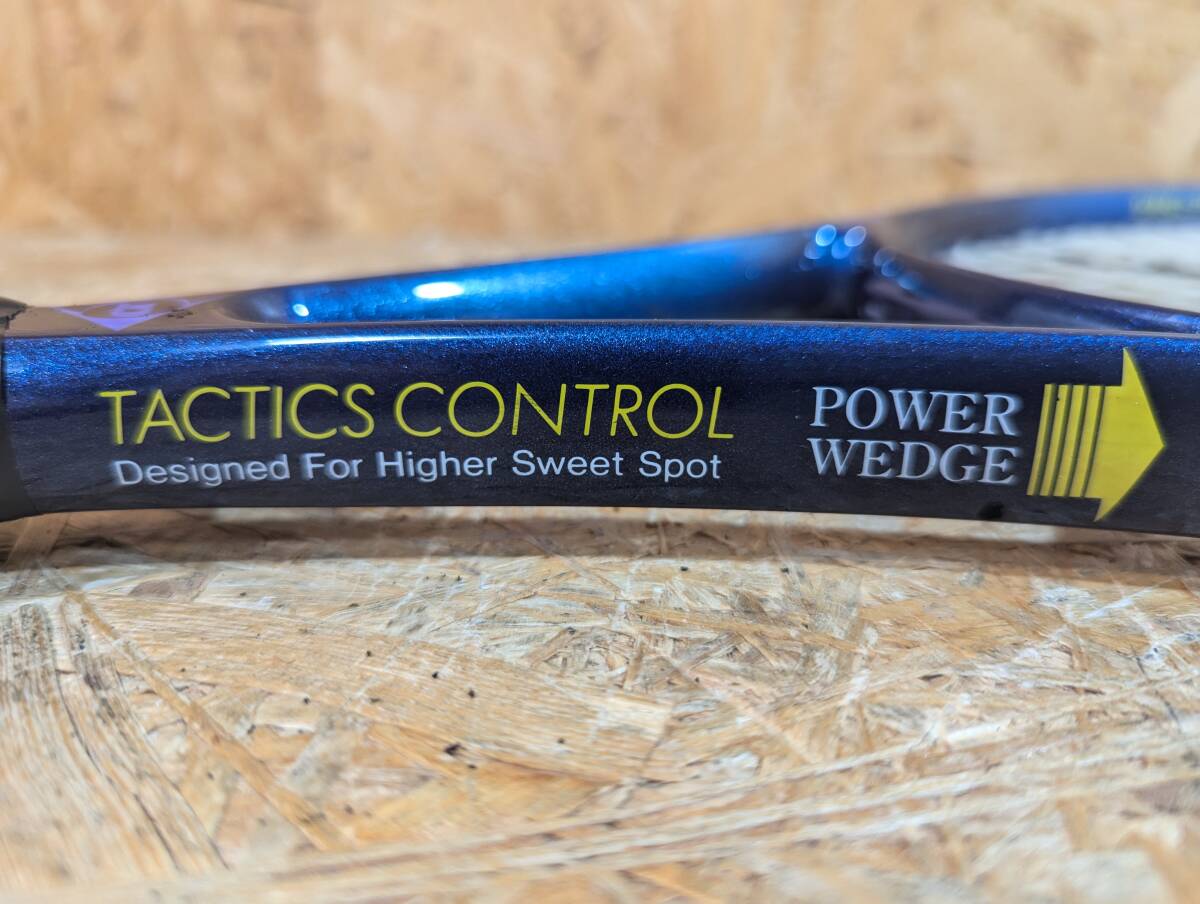 TACTICS CONTROL
Designed For Higher Sweet Spot
POWER
WEDGE